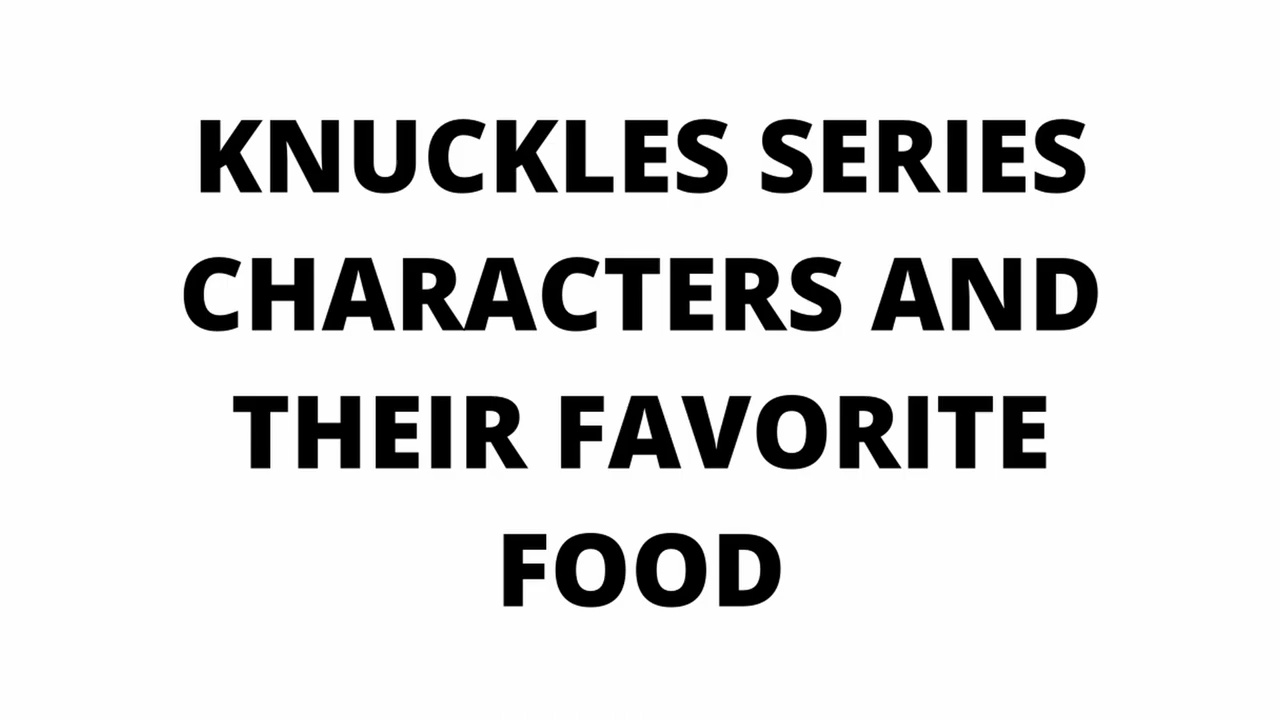 KNUCKLES SERIES
CHARACTERS AND
THEIR FAVORITE
FOOD